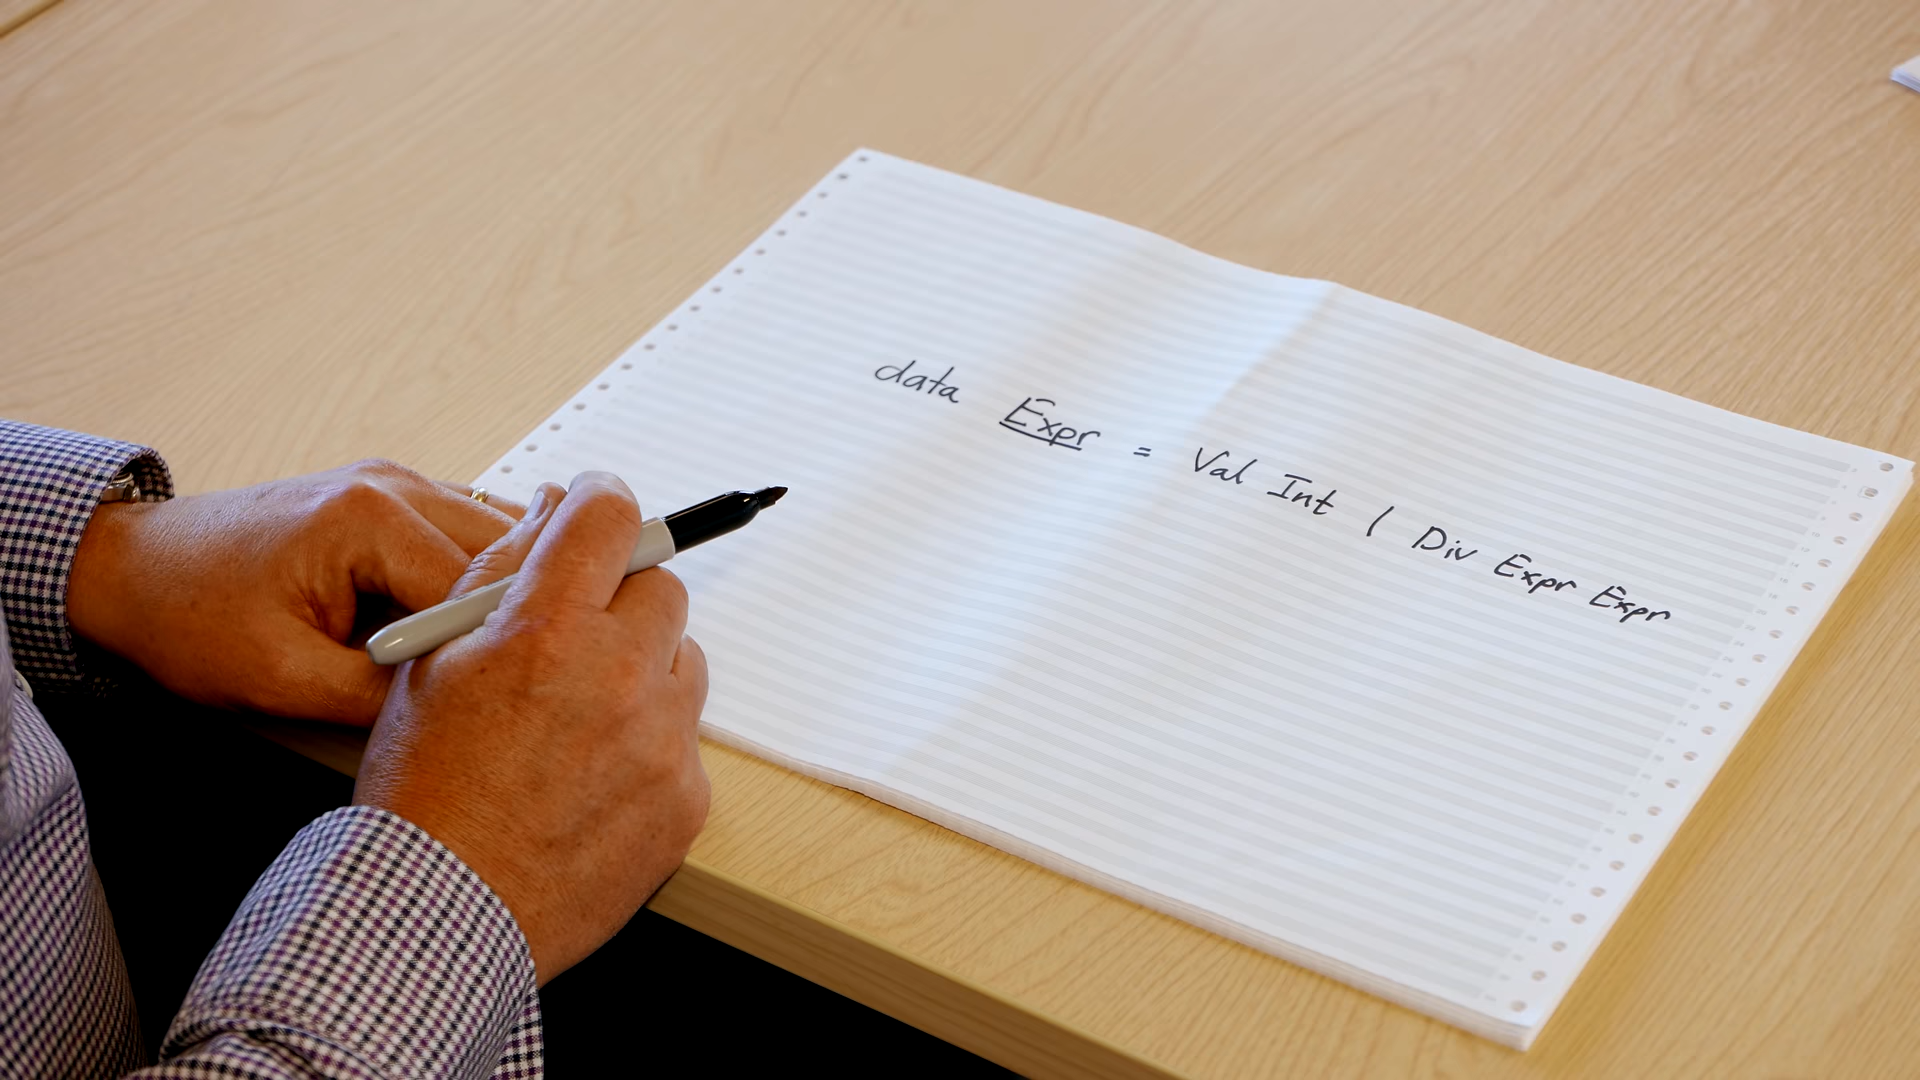 data Expr = Val Int | Div Expr Expr